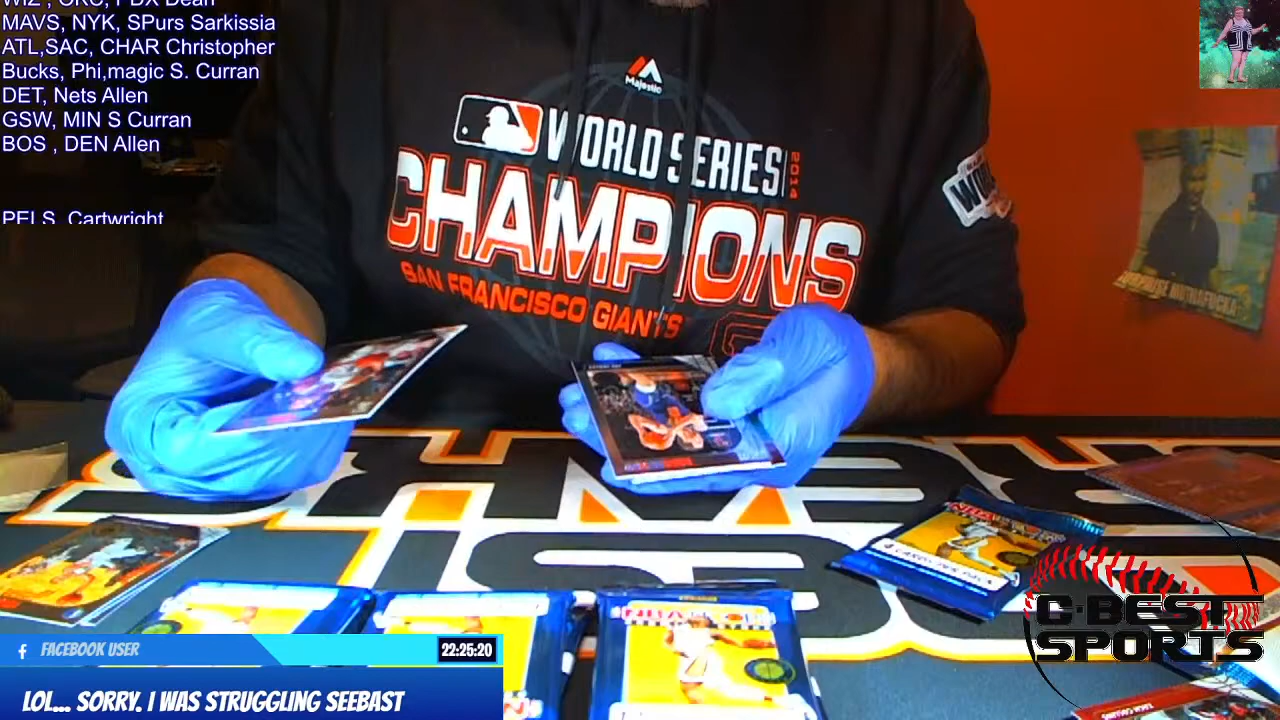 MAVS, NYK, SPurs Sarkissia
ATL,SAC, CHAR Christopher
Bucks, Phi,magic S. Curran
DET, Nets Allen
GSW, MIN S Curran
BOS , DEN Allen
PELS, Cartwright
Majestic
WORLD SERIES 2014
CHAMPIONS
SAN FRANCISCO GIANTS
C-BEST
SPORTS
FACEBOOK USER
22:25:20
LOL... SORRY. I WAS STRUGGLING SEEBAST